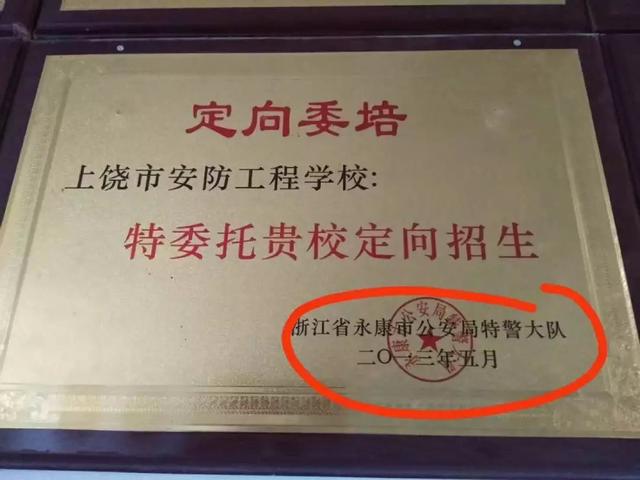 定向委培
上饶市安防工程学校:
特委托贵校定向招生
浙江省永康市公安局特警大队
二〇一三年五月